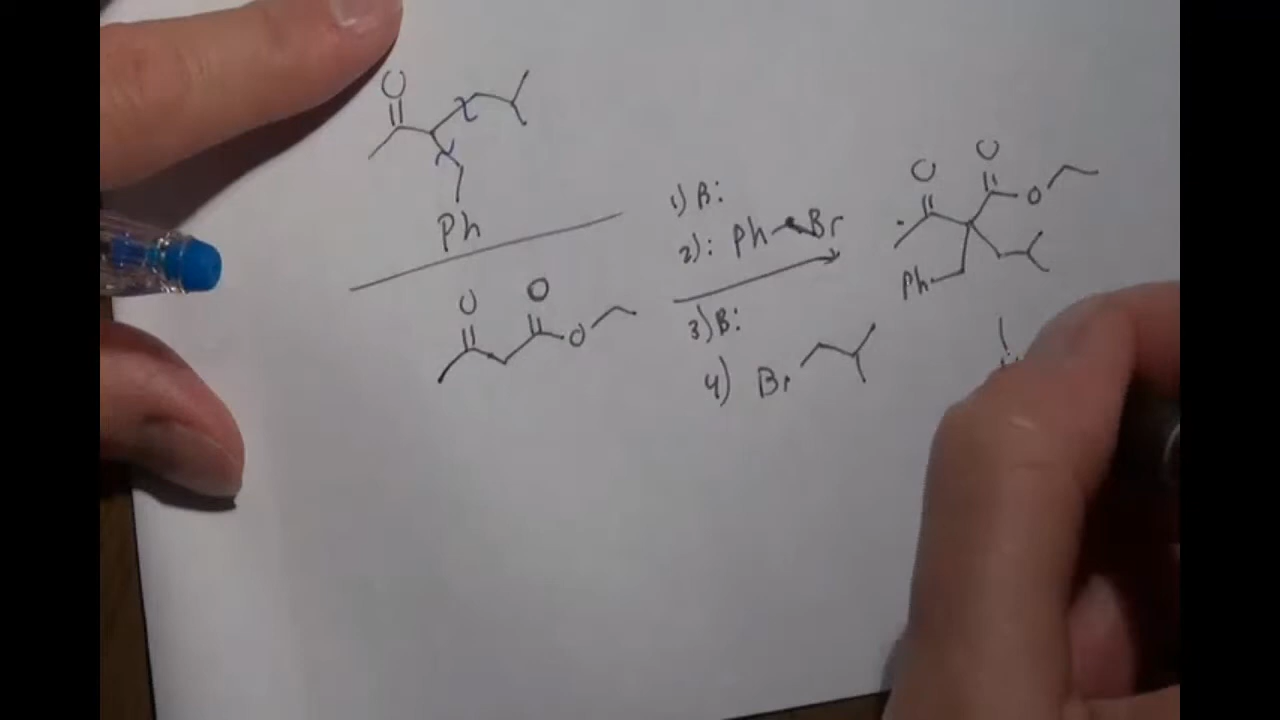 O
Ph
O O
O
1) B:
2): Ph Br
3) B:
4) Br
O O
O
Ph